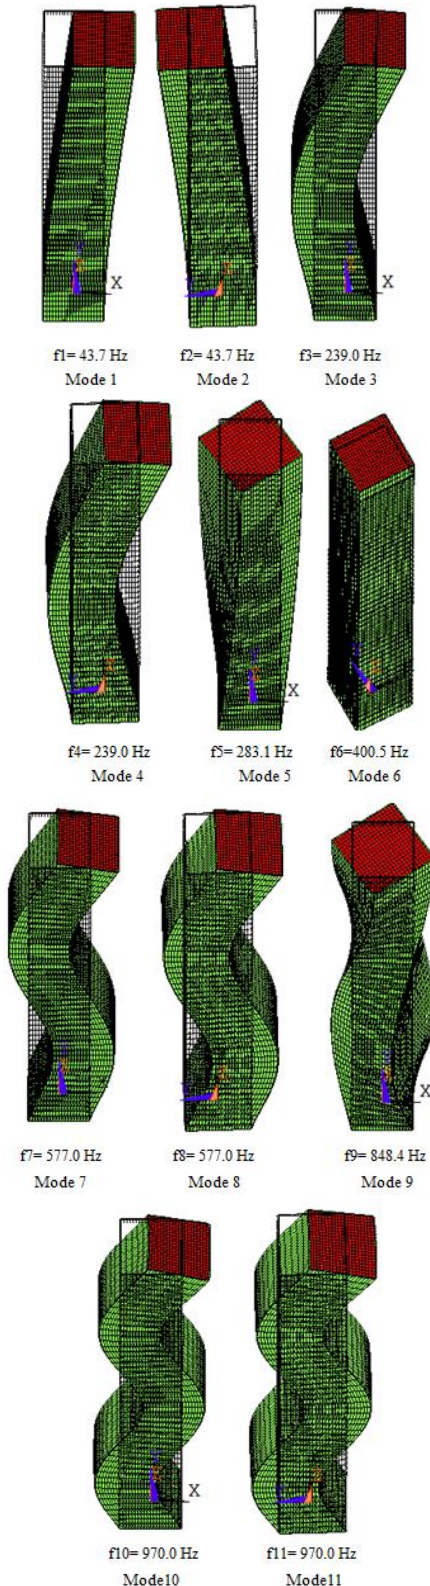 X
f1= 43.7 Hz f2= 43.7 Hz f3= 239.0 Hz
Mode 1 Mode 2 Mode 3
X
f4= 239.0 Hz f5= 283.1 Hz f6=400.5 Hz
Mode 4 Mode 5 Mode 6
X
f7= 577.0 Hz f8= 577.0 Hz f9= 848.4 Hz
Mode 7 Mode 8 Mode 9
X
f10= 970.0 Hz f11= 970.0 Hz
Mode10 Mode11